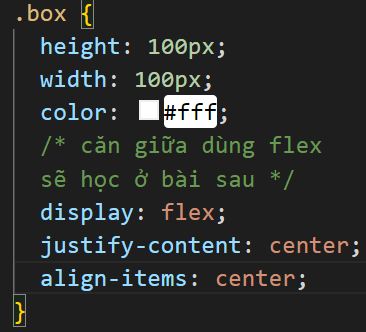 .box {
height: 100px;
width: 100px;
color: #fff;
/* căn giữa dùng flex
sẽ học ở bài sau */
display: flex;
justify-content: center;
align-items: center;
}